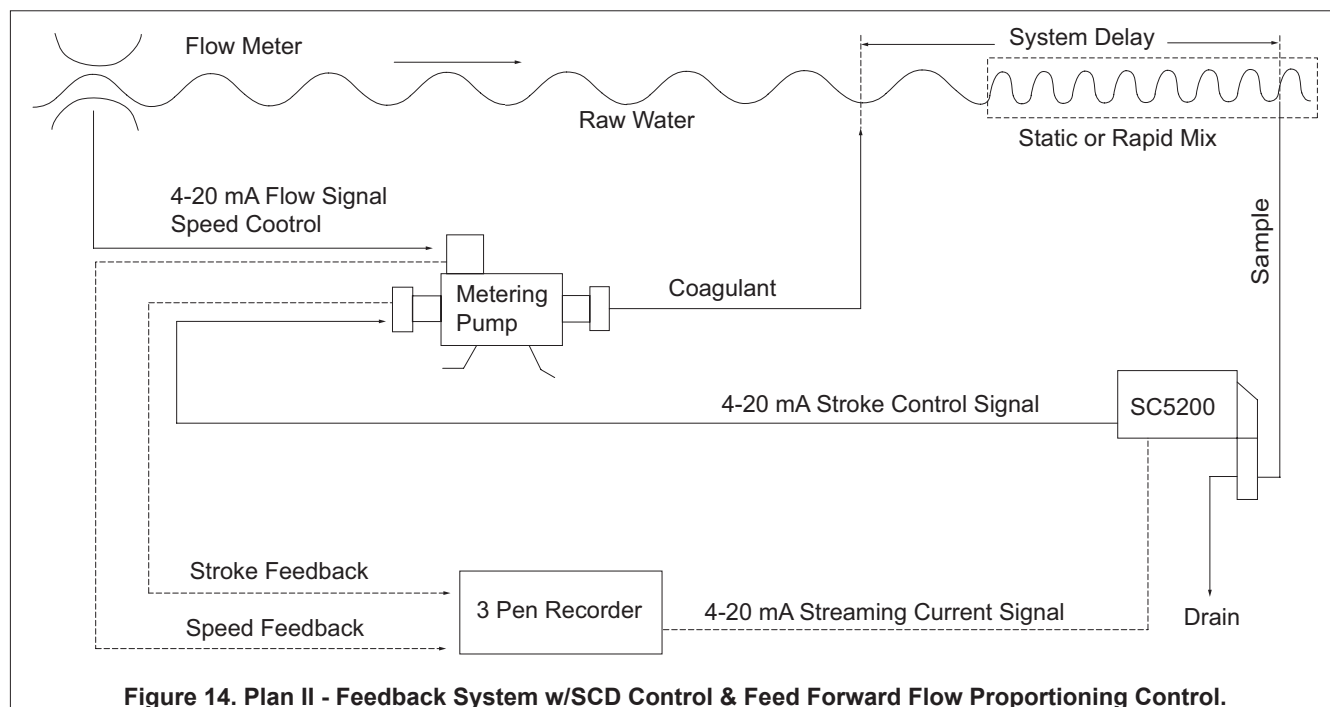 Flow Meter
System Delay
Raw Water
Static or Rapid Mix
4-20 mA Flow Signal
Speed Cootrol
Sample
Metering
Pump
Coagulant
4-20 mA Stroke Control Signal
SC5200
Stroke Feedback
3 Pen Recorder
4-20 mA Streaming Current Signal
Speed Feedback
Drain
Figure 14. Plan II - Feedback System w/SCD Control & Feed Forward Flow Proportioning Control.